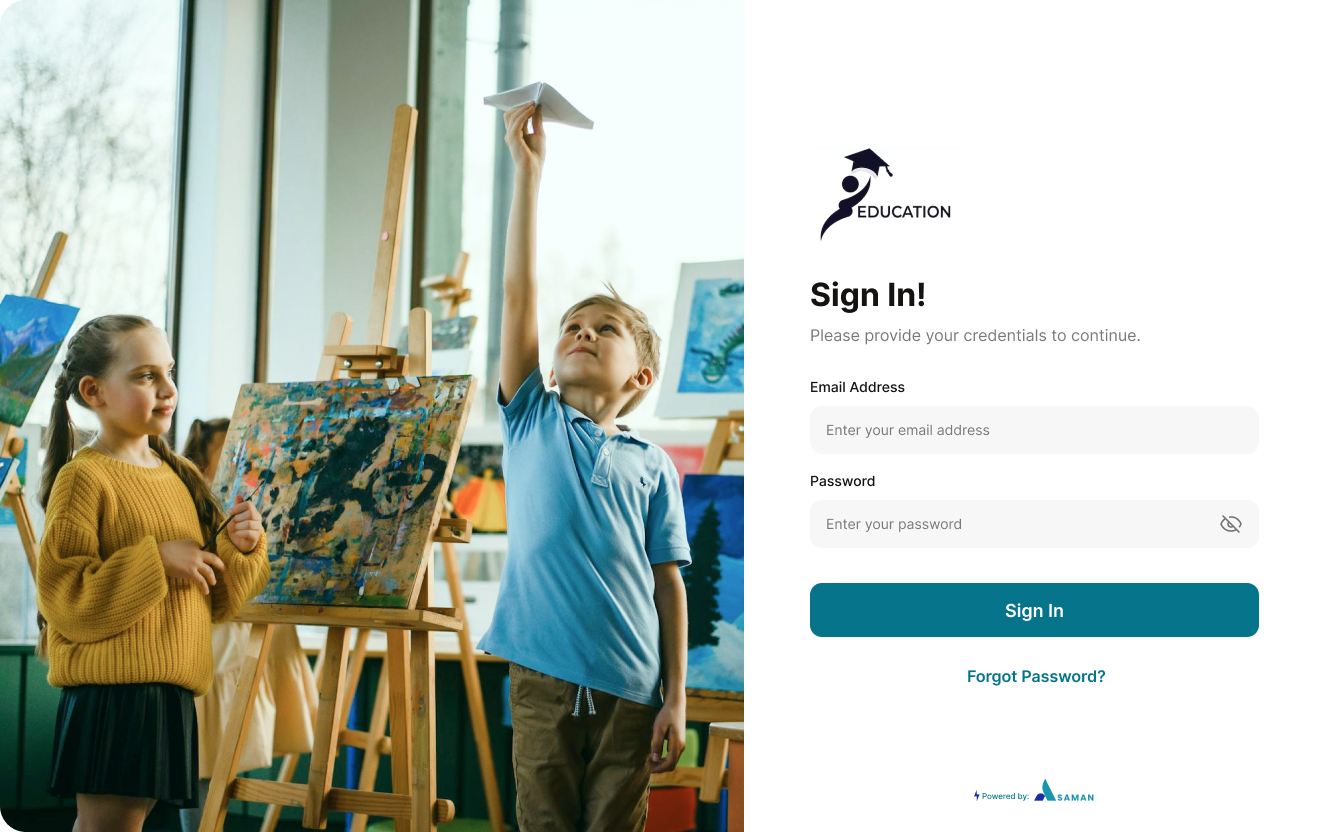 EDUCATION
Sign In!
Please provide your credentials to continue.
Email Address
Enter your email address
Password
Enter your password
Sign In
Forgot Password?
Powered by: ASAMAN